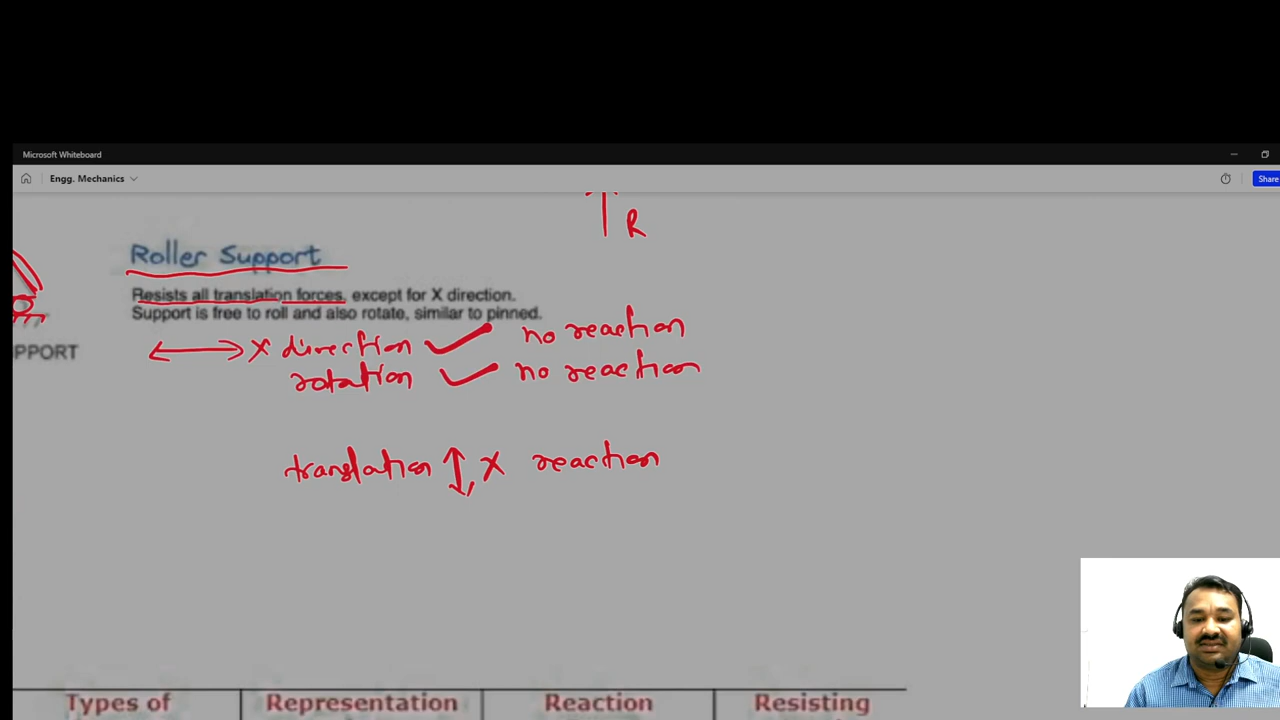 Microsoft Whiteboard
Engg. Mechanics
Share
R
Roller Support
Resists all translation forces, except for X direction.
Support is free to roll and also rotate, similar to pinned.
PPORT
X direction ✓ no reaction
rotation ✓ no reaction
translation ↕ X reaction
Types of
Representation
Reaction
Resisting